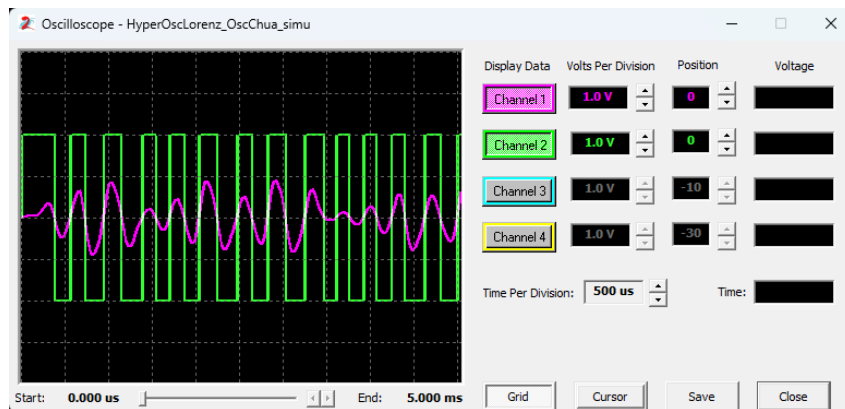 Oscilloscope - HyperOscLorenz_OscChua_simu
Display Data Volts Per Division Position Voltage
Channel 1 1.0 V 0
Channel 2 1.0 V 0
Channel 3 1.0 V -10
Channel 4 1.0 V -30
Time Per Division: 500 us Time:
Start: 0.000 us End: 5.000 ms Grid Cursor Save Close